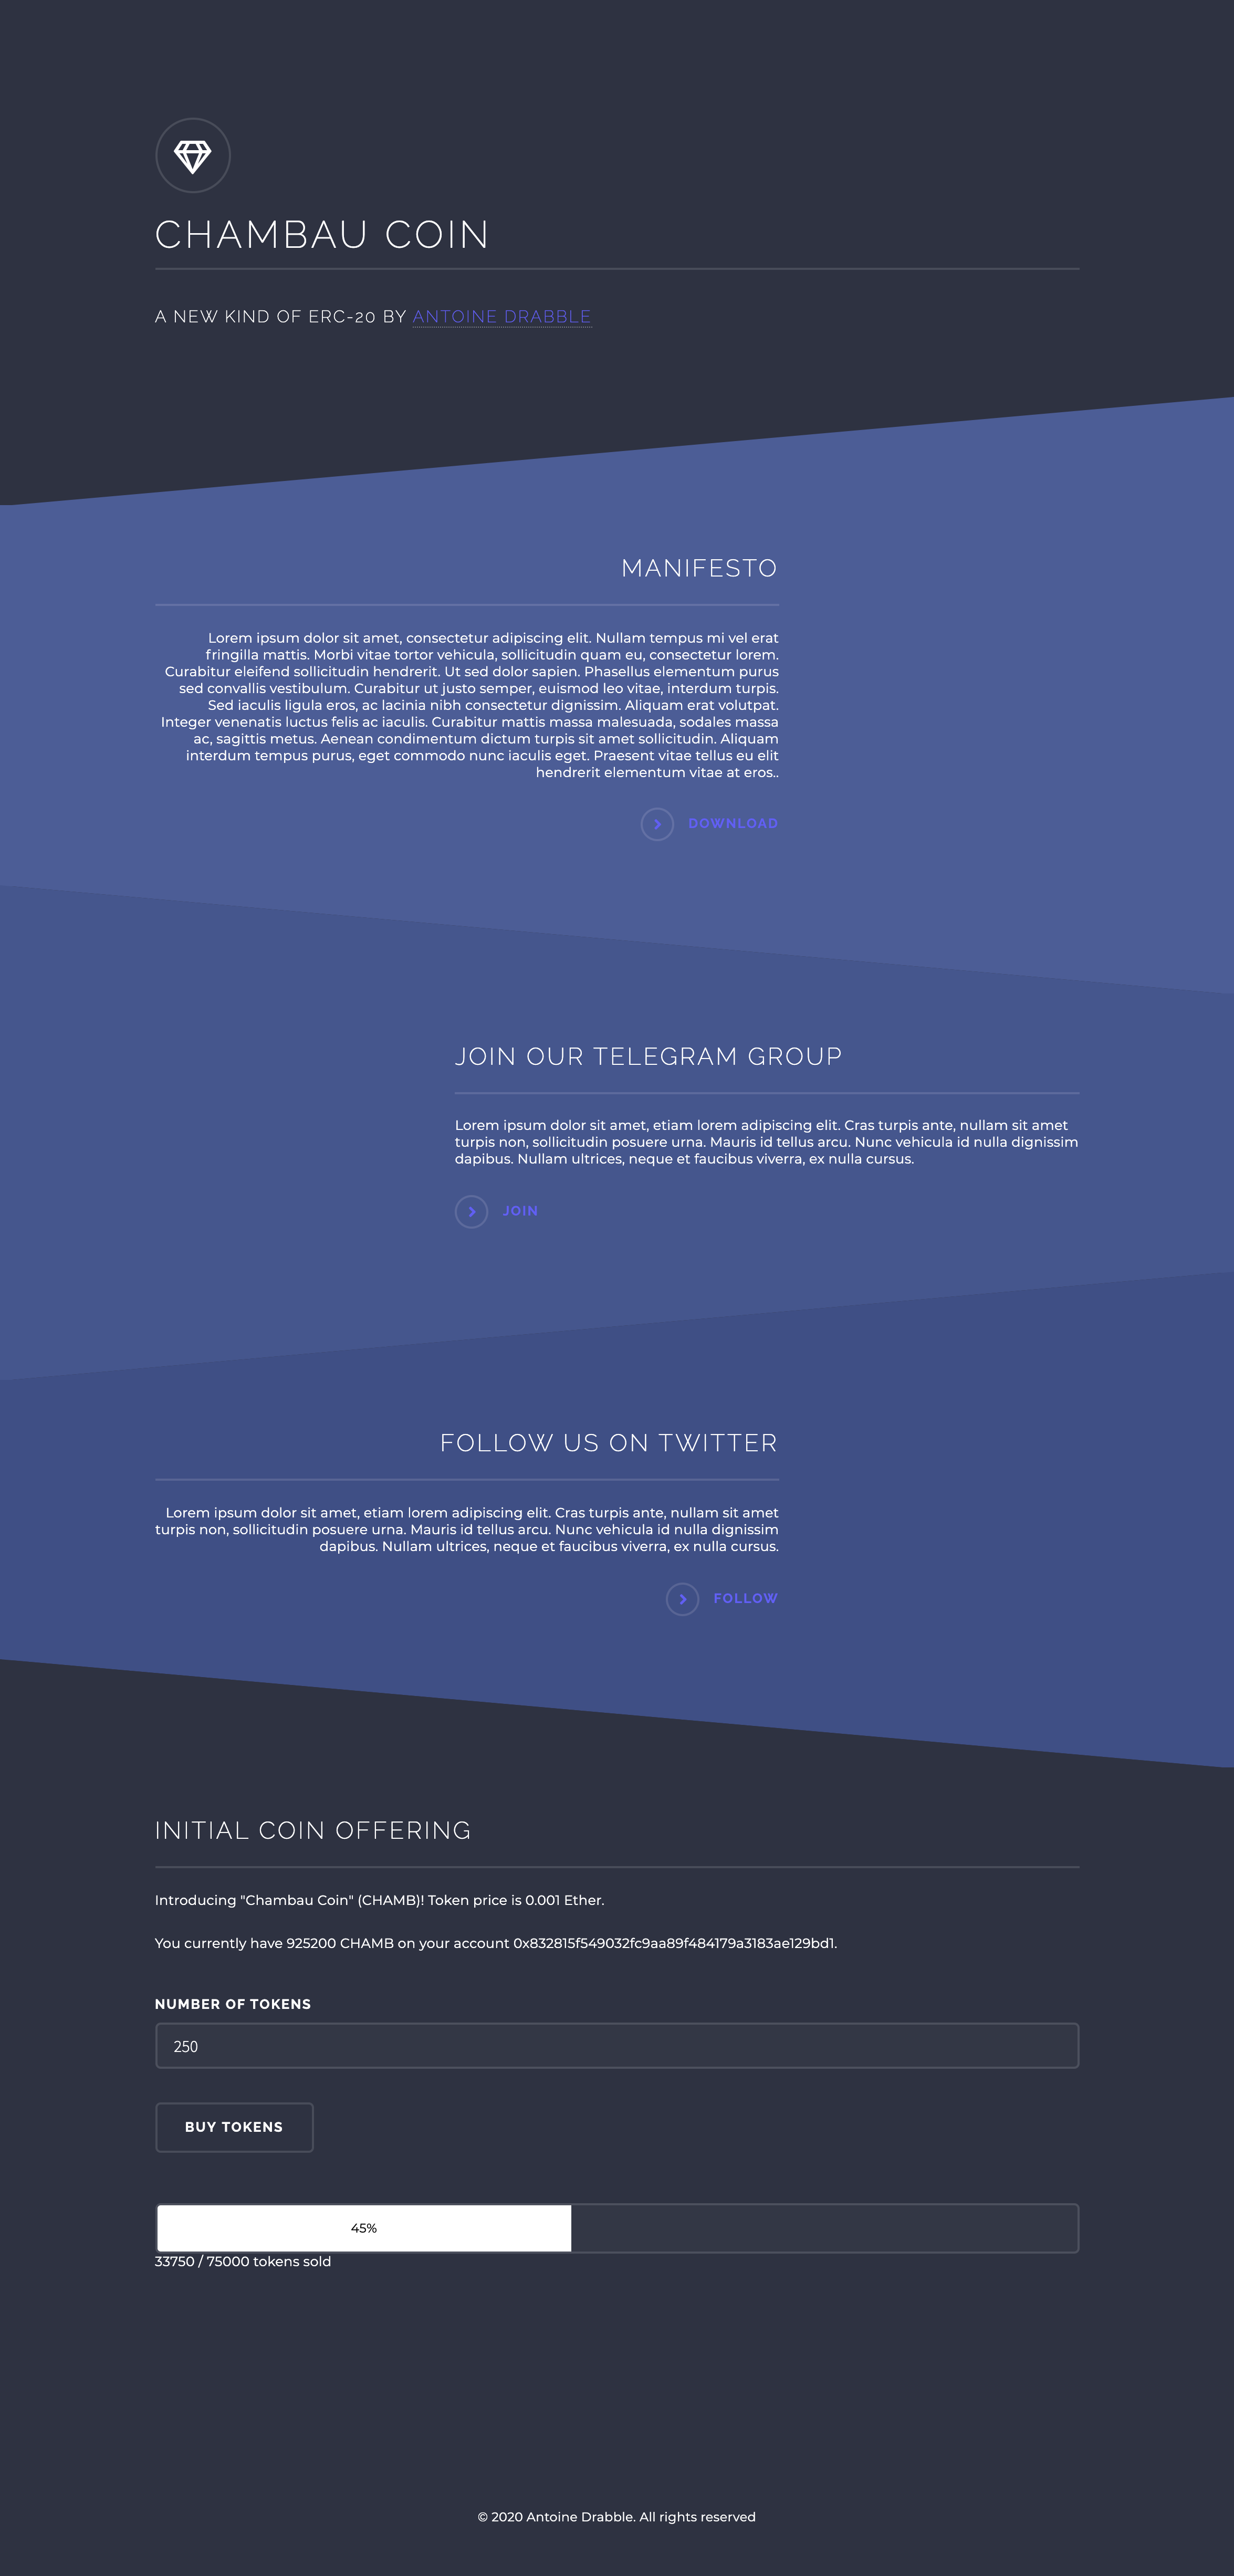 CHAMBAU COIN
A NEW KIND OF ERC-20 BY ANTOINE DRABBLE
MANIFESTO
Lorem ipsum dolor sit amet, consectetur adipiscing elit. Nullam tempus mi vel erat
fringilla mattis. Morbi vitae tortor vehicula, sollicitudin quam eu, consectetur lorem.
Curabitur eleifend sollicitudin hendrerit. Ut sed dolor sapien. Phasellus elementum purus
sed convallis vestibulum. Curabitur ut justo semper, euismod leo vitae, interdum turpis.
Sed iaculis ligula eros, ac lacinia nibh consectetur dignissim. Aliquam erat volutpat.
Integer venenatis luctus felis ac iaculis. Curabitur mattis massa malesuada, sodales massa
ac, sagittis metus. Aenean condimentum dictum turpis sit amet sollicitudin. Aliquam
interdum tempus purus, eget commodo nunc iaculis eget. Praesent vitae tellus eu elit
hendrerit elementum vitae at eros..
DOWNLOAD
JOIN OUR TELEGRAM GROUP
Lorem ipsum dolor sit amet, etiam lorem adipiscing elit. Cras turpis ante, nullam sit amet
turpis non, sollicitudin posuere urna. Mauris id tellus arcu. Nunc vehicula id nulla dignissim
dapibus. Nullam ultrices, neque et faucibus viverra, ex nulla cursus.
JOIN
FOLLOW US ON TWITTER
Lorem ipsum dolor sit amet, etiam lorem adipiscing elit. Cras turpis ante, nullam sit amet
turpis non, sollicitudin posuere urna. Mauris id tellus arcu. Nunc vehicula id nulla dignissim
dapibus. Nullam ultrices, neque et faucibus viverra, ex nulla cursus.
FOLLOW
INITIAL COIN OFFERING
Introducing "Chambau Coin" (CHAMB)! Token price is 0.001 Ether.
You currently have 925200 CHAMB on your account 0x832815f549032fc9aa89f484179a3183ae129bd1.
NUMBER OF TOKENS
250
BUY TOKENS
45%
33750 / 75000 tokens sold
© 2020 Antoine Drabble. All rights reserved